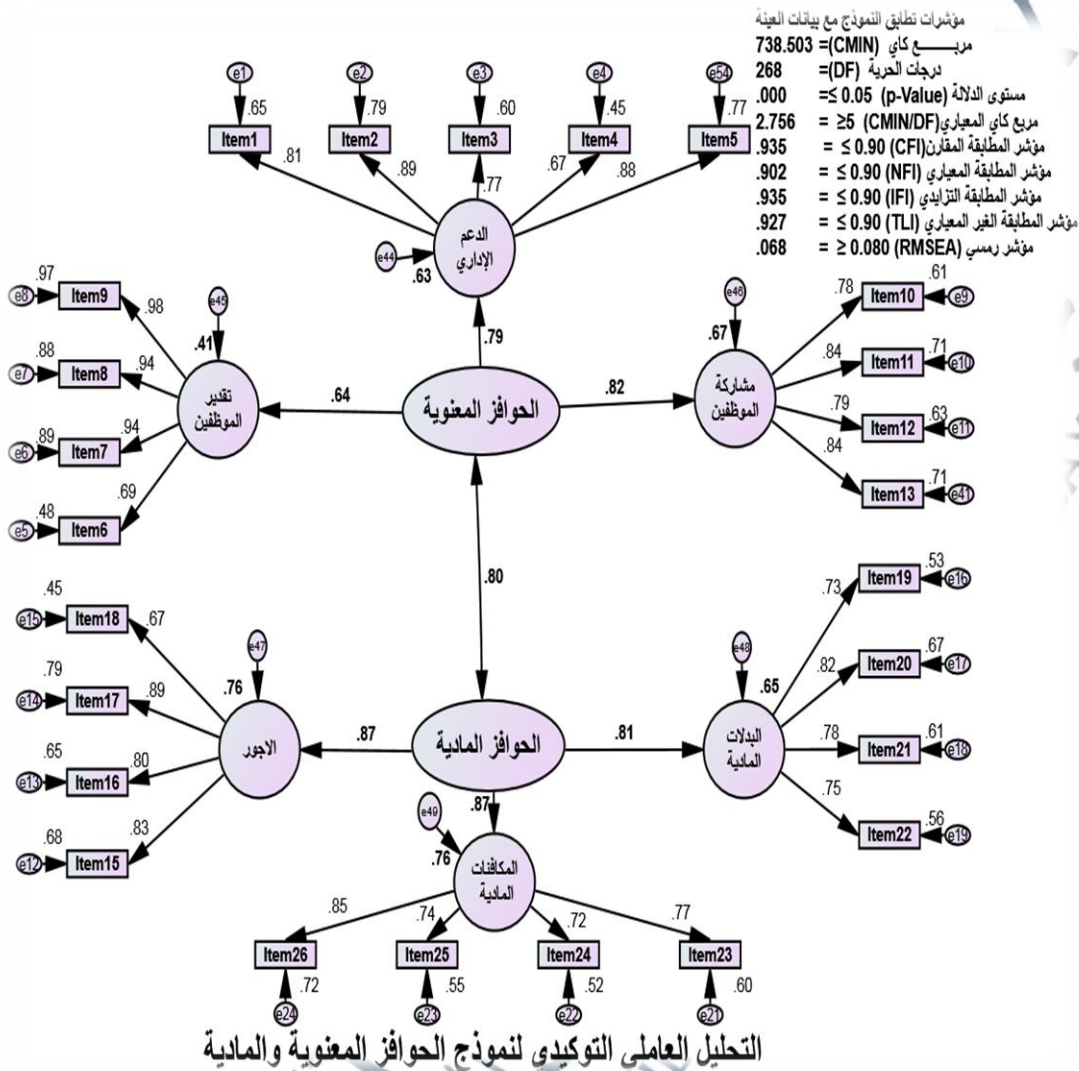 مؤشرات تطابق النموذج مع بيانات العينة
مربـــــع كاي (CMIN)= 738.503
درجات الحرية (DF)= 268
مستوى الدلالة (p-Value) 0.05 ≥= .000
مربع كاي المعياري(CMIN/DF) 5≤ = 2.756
مؤشر المطابقة المقارن(CFI) 0.90 ≥ = .935
مؤشر المطابقة المعياري (NFI) 0.90 ≥ = .902
مؤشر المطابقة التزايدي (IFI) 0.90 ≥ = .935
مؤشر المطابقة الغير المعياري (TLI) 0.90 ≥ = .927
مؤشر رمسي (RMSEA) 0.080 ≤ = .068
e1 e2 e3 e4 e54
.65 .79 .60 .45 .77
Item1 Item2 Item3 Item4 Item5
.81 .89 .77 .67 .88
الدعم
الإداري
e44
.63
.79
e8 .97 Item9 .98
e7 .88 Item8 .94
e6 .89 Item7 .94
e5 .48 Item6 .69
e45
.41
تقدير
الموظفين
.64
الحوافز المعنوية
.82
e46
.67
مشاركة
الموظفين
.78 Item10 .61 e9
.84 Item11 .71 e10
.79 Item12 .63 e11
.84 Item13 .71 e41
.80
e15 .45 Item18 .67
e14 .79 Item17 .89
e13 .65 Item16 .80
e12 .68 Item15 .83
e47
.76
الاجور
.87
الحوافز المادية
.81
e48
.65
البدلات
المادية
.73 Item19 .53 e16
.82 Item20 .67 e17
.78 Item21 .61 e18
.75 Item22 .56 e19
.87
e49
.76
المكافئات
المادية
.85 .74 .72 .77
Item26 Item25 Item24 Item23
.72 .55 .52 .60
e24 e23 e22 e21
التحليل العاملي التوكيدي لنموذج الحوافز المعنوية والمادية